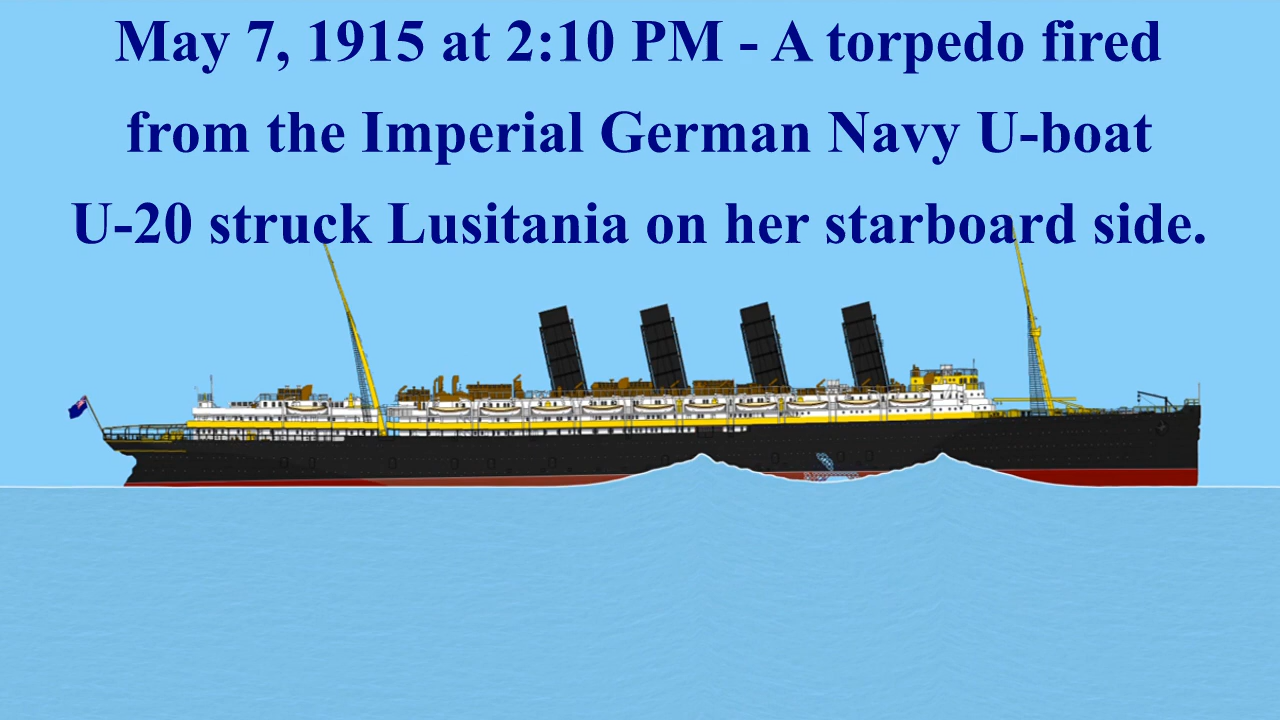 May 7, 1915 at 2:10 PM - A torpedo fired
from the Imperial German Navy U-boat
U-20 struck Lusitania on her starboard side.